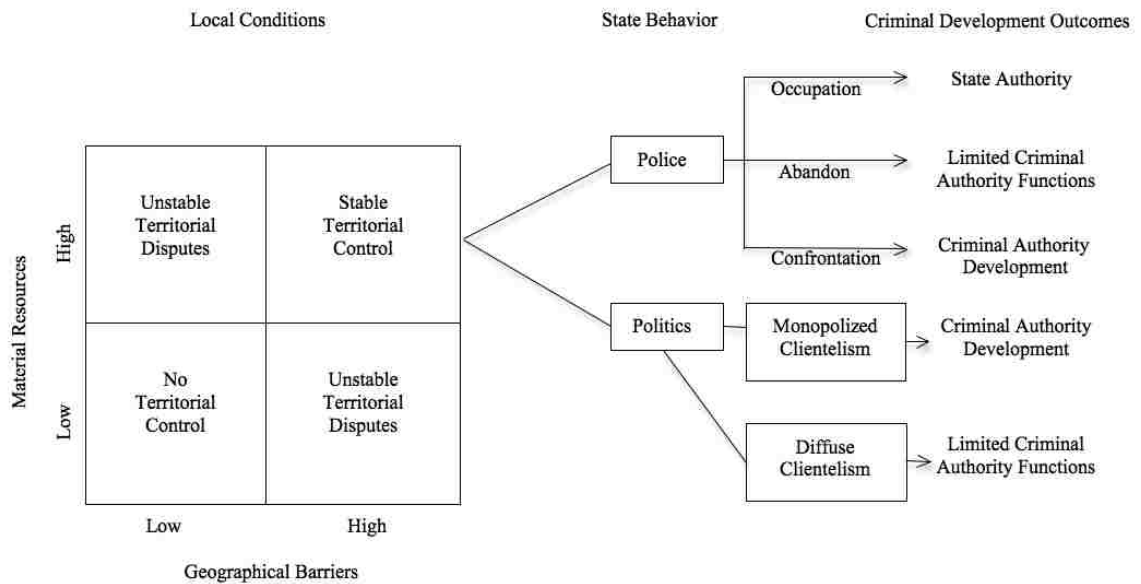 Local Conditions
State Behavior
Criminal Development Outcomes
Material Resources
High
Low
Unstable
Territorial
Disputes
Stable
Territorial
Control
No
Territorial
Control
Unstable
Territorial
Disputes
Low
High
Geographical Barriers
Police
Occupation
State Authority
Abandon
Limited Criminal
Authority Functions
Confrontation
Criminal Authority
Development
Politics
Monopolized
Clientelism
Criminal Authority
Development
Diffuse
Clientelism
Limited Criminal
Authority Functions